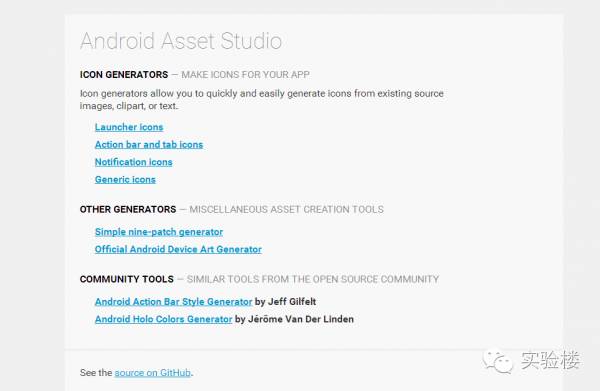 Android Asset Studio
ICON GENERATORS — MAKE ICONS FOR YOUR APP
Icon generators allow you to quickly and easily generate icons from existing source
images, clipart, or text.
Launcher icons
Action bar and tab icons
Notification icons
Generic icons
OTHER GENERATORS — MISCELLANEOUS ASSET CREATION TOOLS
Simple nine-patch generator
Official Android Device Art Generator
COMMUNITY TOOLS — SIMILAR TOOLS FROM THE OPEN SOURCE COMMUNITY
Android Action Bar Style Generator by Jeff Gilfelt
Android Holo Colors Generator by Jérôme Van Der Linden
See the source on GitHub.
实验楼